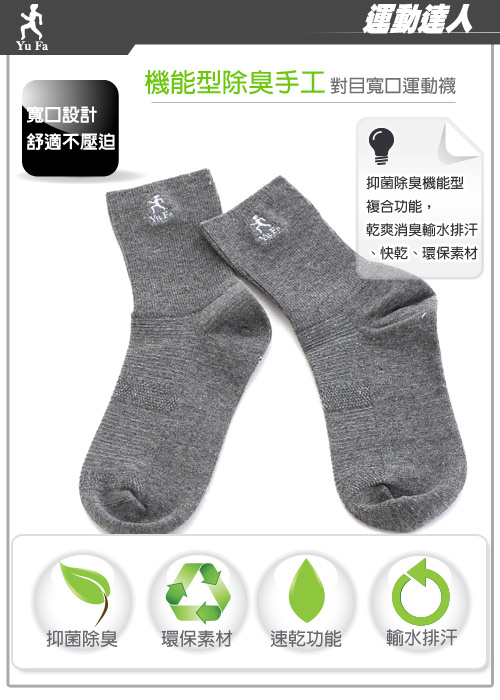 Yu Fa
運動達人
機能型除臭手工 對目寬口運動襪
寬口設計
舒適不壓迫
抑菌除臭機能型
複合功能，
乾爽消臭輸水排汗
、快乾、環保素材
Yu Fa
Yu Fa
抑菌除臭
環保素材
速乾功能
輸水排汗